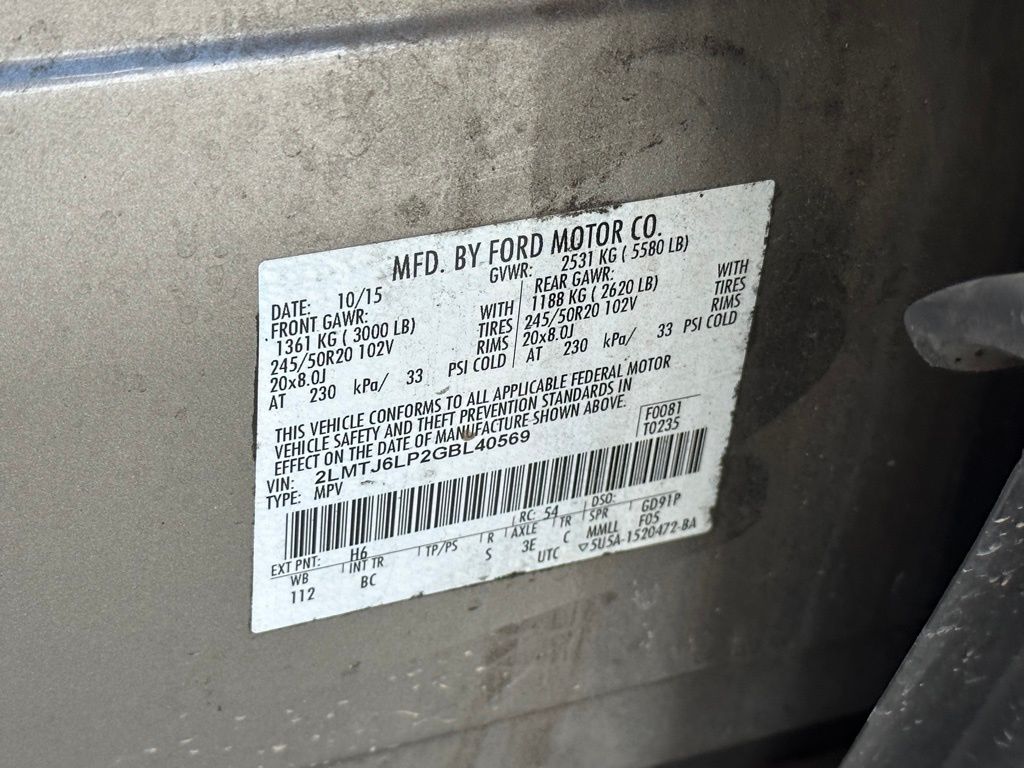 MFD. BY FORD MOTOR CO.
DATE: 10/15 GVWR: 2531 KG ( 5580 LB)
FRONT GAWR: REAR GAWR:
1361 KG ( 3000 LB) WITH 1188 KG ( 2620 LB) WITH
245/50R20 102V TIRES 245/50R20 102V TIRES
20x8.0J RIMS 20x8.0J RIMS
AT 230 kPa/ 33 PSI COLD AT 230 kPa/ 33 PSI COLD
THIS VEHICLE CONFORMS TO ALL APPLICABLE FEDERAL MOTOR
VEHICLE SAFETY AND THEFT PREVENTION STANDARDS IN
EFFECT ON THE DATE OF MANUFACTURE SHOWN ABOVE.
F0081
T0235
VIN: 2LMTJ6LP2GBL40569
TYPE: MPV
EXT PNT: H6 RC: 54 DSO: GD91P
WB INT TR TP/PS R AXLE TR SPR F05
112 BC S 3E C MMLL
UTC ▽5U5A-1520472-BA